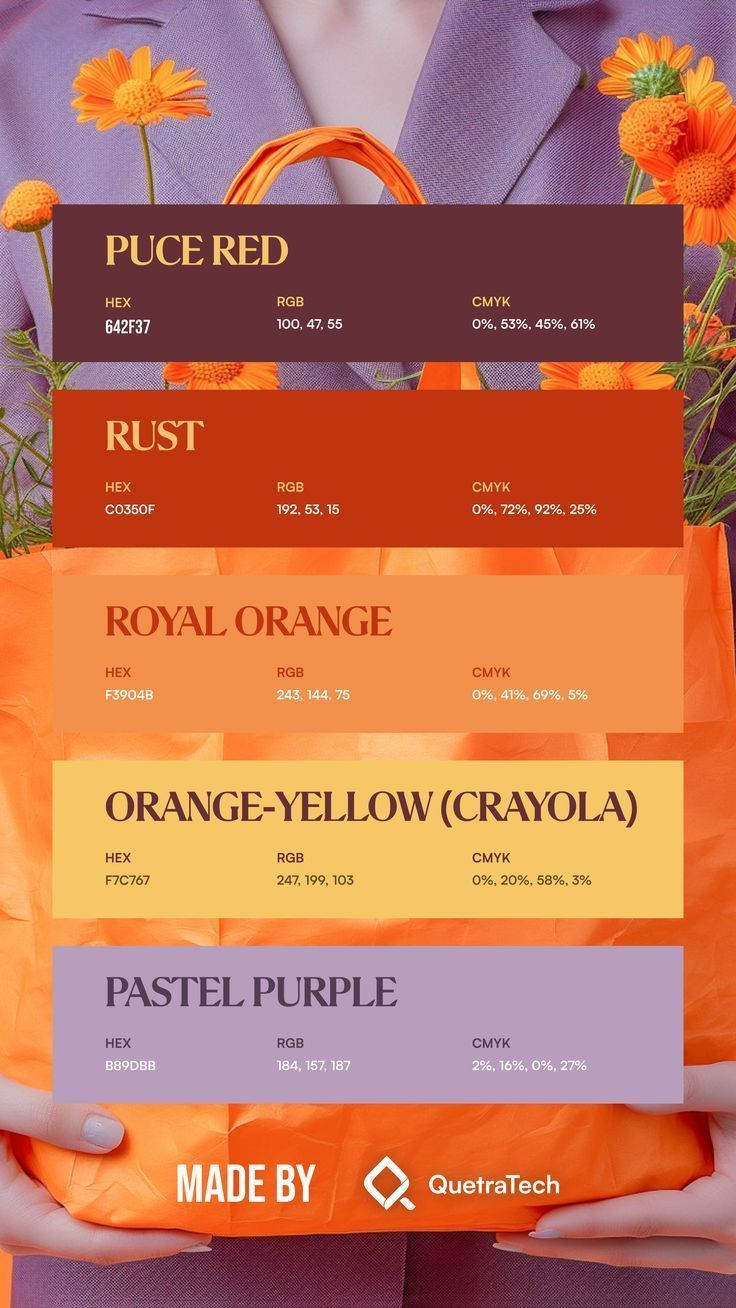 PUCE RED
HEX RGB CMYK
642F37 100, 47, 55 0%, 53%, 45%, 61%
RUST
HEX RGB CMYK
C0350F 192, 53, 15 0%, 72%, 92%, 25%
ROYAL ORANGE
HEX RGB CMYK
F3904B 243, 144, 75 0%, 41%, 69%, 5%
ORANGE-YELLOW (CRAYOLA)
HEX RGB CMYK
F7C767 247, 199, 103 0%, 20%, 58%, 3%
PASTEL PURPLE
HEX RGB CMYK
B89DBB 184, 157, 187 2%, 16%, 0%, 27%
MADE BY QuetraTech